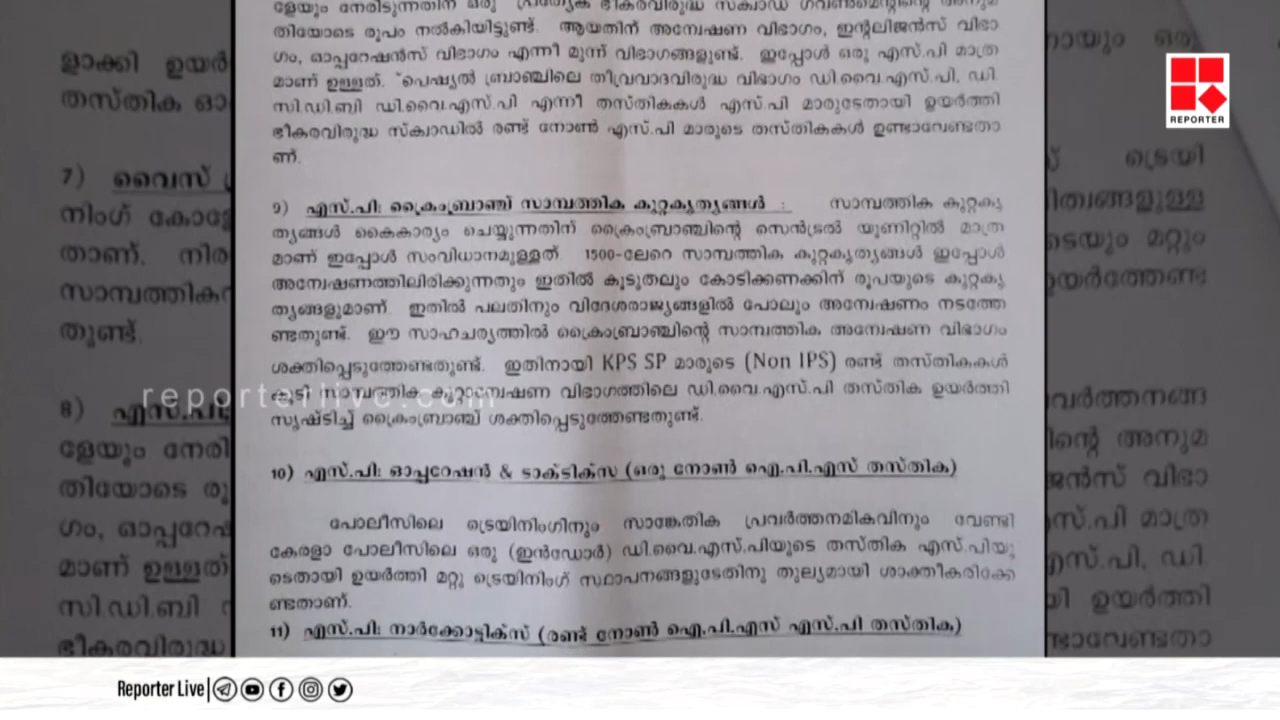 ളേയും നേരിടുന്നതിന് ഒരു പ്രത്യേക ഭീകരവിരുദ്ധ സ്ക്വാഡ് ഗവൺമെന്റിന്റെ അനുമ
തിയോടെ രൂപം നൽകിയിട്ടുണ്ട്. ആയതിന് അന്വേഷണ വിഭാഗം, ഇന്റലിജൻസ് വിഭാ
ഗം, ഓപ്പറേഷൻസ് വിഭാഗം എന്നീ മൂന്ന് വിഭാഗങ്ങളുണ്ട്. ഇപ്പോൾ ഒരു എസ്.പി മാത്ര
മാണ് ഉള്ളത്. സ്പെഷ്യൽ ബ്രാഞ്ചിലെ തീവ്രവാദവിരുദ്ധ വിഭാഗം ഡി.വൈ.എസ്.പി, ഡി.
സി.ഡി.ബി ഡി.വൈ.എസ്.പി എന്നീ തസ്തികകൾ എസ്.പി മാരുടേതായി ഉയർത്തി
ഭീകരവിരുദ്ധ സ്ക്വാഡിൽ രണ്ട് നോൺ എസ്.പി മാരുടെ തസ്തികകൾ ഉണ്ടാവേണ്ടതാ
ണ്.
9) എസ്.പി: ക്രൈംബ്രാഞ്ച് സാമ്പത്തിക കുറ്റകൃത്യങ്ങൾ : സാമ്പത്തിക കുറ്റകൃ
ത്യങ്ങൾ കൈകാര്യം ചെയ്യുന്നതിന് ക്രൈംബ്രാഞ്ചിന്റെ സെൻട്രൽ യൂണിറ്റിൽ മാത്ര
മാണ് ഇപ്പോൾ സംവിധാനമുള്ളത്. 1500-ലേറെ സാമ്പത്തിക കുറ്റകൃത്യങ്ങൾ ഇപ്പോൾ
അന്വേഷണത്തിലിരിക്കുന്നതും ഇതിൽ കൂടുതലും കോടിക്കണക്കിന് രൂപയുടെ കുറ്റകൃ
ത്യങ്ങളുമാണ്. ഇതിൽ പലതിനും വിദേശരാജ്യങ്ങളിൽ പോലും അന്വേഷണം നടത്തേ
ണ്ടതുണ്ട്. ഈ സാഹചര്യത്തിൽ ക്രൈംബ്രാഞ്ചിന്റെ സാമ്പത്തിക അന്വേഷണ വിഭാഗം
ശക്തിപ്പെടുത്തേണ്ടതുണ്ട്. ഇതിനായി KPS SP മാരുടെ (Non IPS) രണ്ട് തസ്തികകൾ
കൂടി സാമ്പത്തിക കുറ്റാന്വേഷണ വിഭാഗത്തിലെ ഡി.വൈ.എസ്.പി തസ്തിക ഉയർത്തി
സൃഷ്ടിച്ച് ക്രൈംബ്രാഞ്ച് ശക്തിപ്പെടുത്തേണ്ടതുണ്ട്.
10) എസ്.പി: ഓപ്പറേഷൻ & ടാക്ടിക്സ് (ഒരു നോൺ ഐ.പി.എസ് തസ്തിക)
പോലീസിലെ ട്രെയിനിംഗിനും സാങ്കേതിക പ്രവർത്തനമികവിനും വേണ്ടി
കേരളാ പോലീസിലെ ഒരു (ഇൻഡോർ) ഡി.വൈ.എസ്.പിയുടെ തസ്തിക എസ്.പിയു
ടെതായി ഉയർത്തി മറ്റു ട്രെയിനിംഗ് സ്ഥാപനങ്ങളുടേതിനു തുല്യമായി ശാക്തീകരിക്കേ
ണ്ടതാണ്.
11) എസ്.പി: നാർക്കോട്ടിക്സ് (രണ്ട് നോൺ ഐ.പി.എസ് എസ്.പി തസ്തിക)
REPORTER
reporterlive.com
Reporter Live